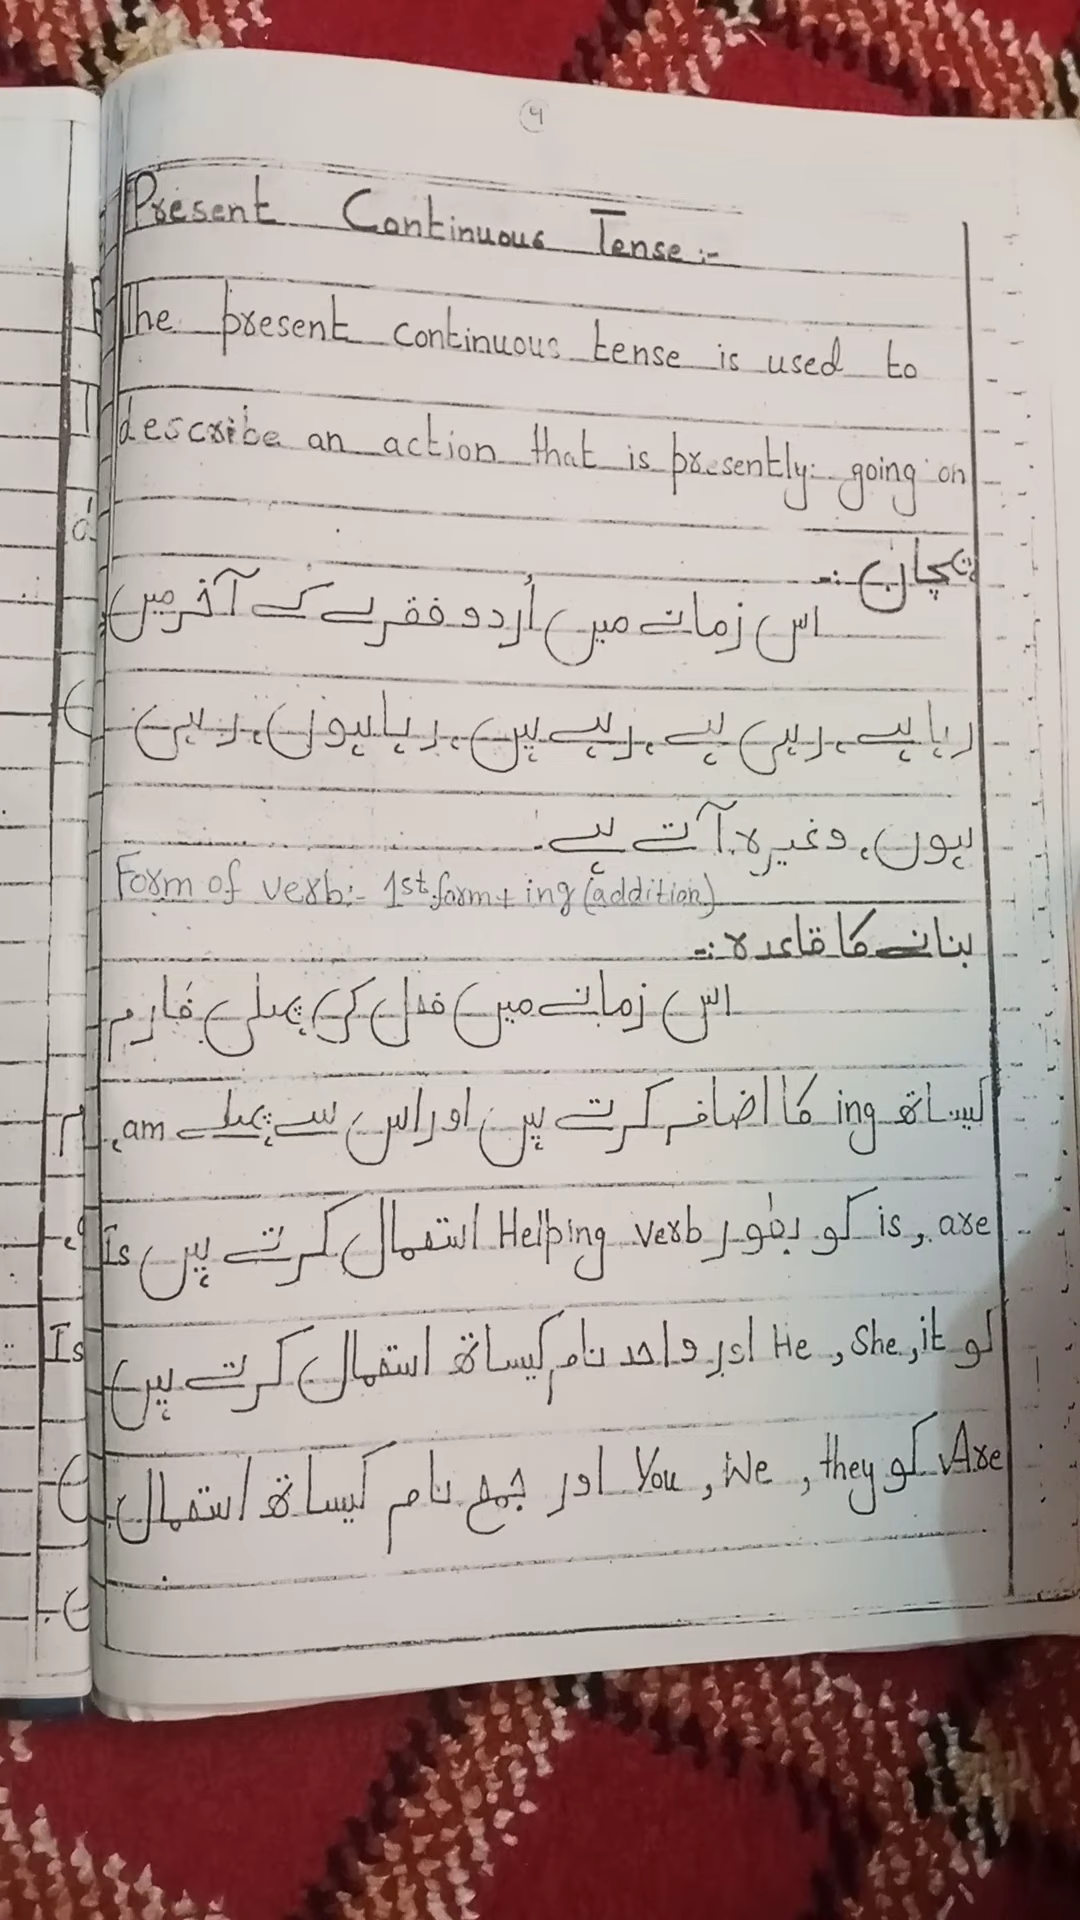 9
Present Continuous Tense:-
The present continuous tense is used to
describe an action that is presently going on
پہچان :-
اس زمانے میں اُردو فقرے کے آخر میں
رہا ہے، رہی ہے، رہے ہیں، رہا ہوں، رہی
ہوں، وغیرہ آتے ہے۔
Form of verb:- 1st form + ing (addition)
بنانے کا قاعدہ :-
اس زمانے میں فعل کی پہلی فارم
کیساتھ ing کا اضافہ کرتے ہیں اور اس سے پہلے am,
is, are کو بطور Helping verb استعمال کرتے ہیں Is
کو He, She, it اور واحد نام کیساتھ استعمال کرتے ہیں
Are کو You, We, they اور جمع نام کیساتھ استعمال